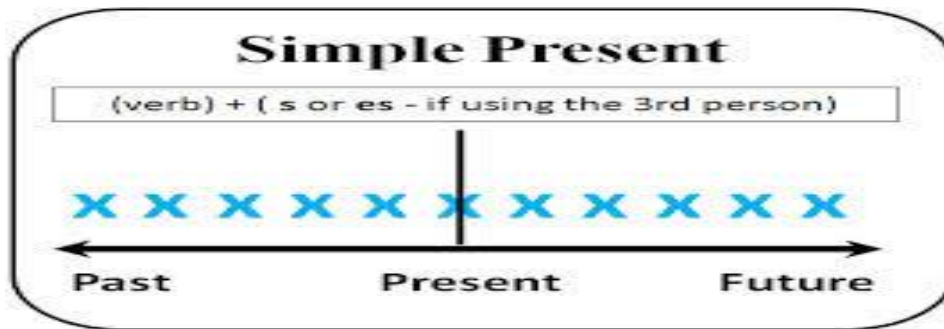 Simple Present
(verb) + ( s or es - if using the 3rd person)
X X X X X X X X X X X
Past Present Future